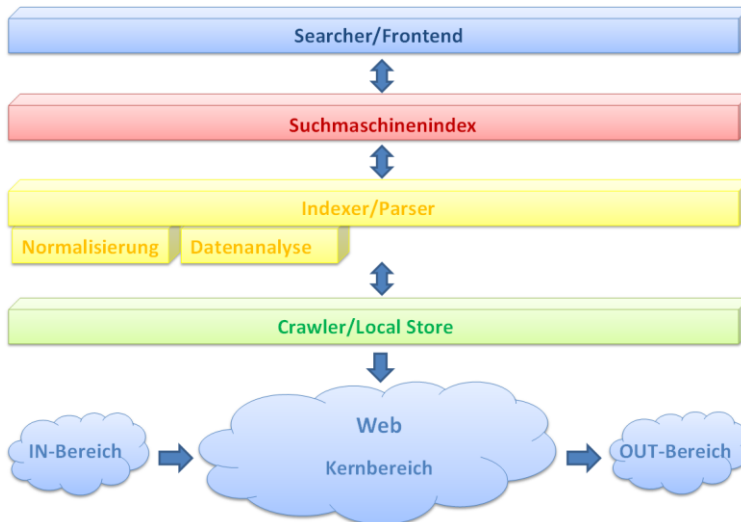 Searcher/Frontend
Suchmaschinenindex
Indexer/Parser
Normalisierung
Datenanalyse
Crawler/Local Store
Web
IN-Bereich
Kernbereich
OUT-Bereich